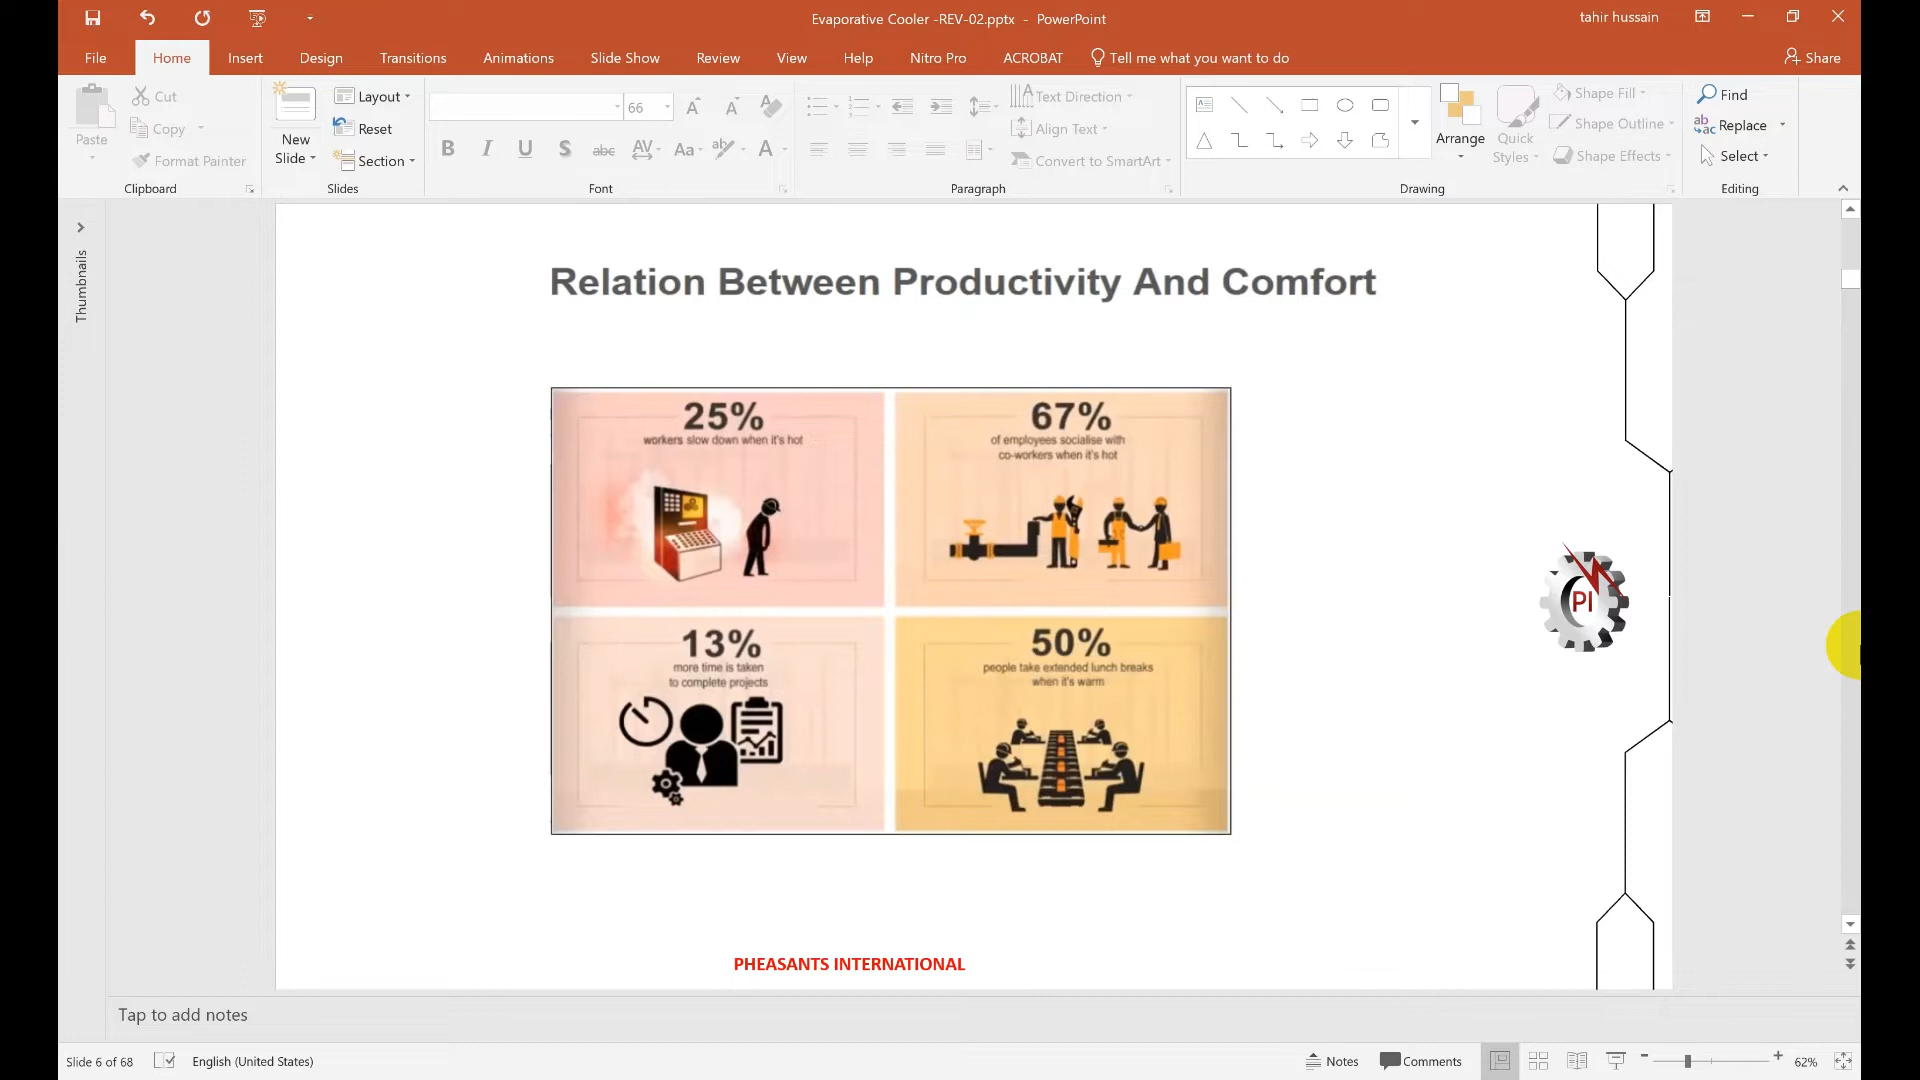 Evaporative Cooler -REV-02.pptx - PowerPoint
tahir hussain
File Home Insert Design Transitions Animations Slide Show Review View Help Nitro Pro ACROBAT Tell me what you want to do Share
Paste
Cut
Copy
Format Painter
Clipboard
New
Slide
Layout
Reset
Section
Slides
66
B I U S abc AV Aa A
Font
Text Direction
Align Text
Convert to SmartArt
Paragraph
Arrange
Quick
Styles
Shape Fill
Shape Outline
Shape Effects
Drawing
Find
Replace
Select
Editing
Thumbnails
Relation Between Productivity And Comfort
25%
workers slow down when it's hot
67%
of employees socialise with
co-workers when it's hot
13%
more time is taken
to complete projects
50%
people take extended lunch breaks
when it's warm
PI
PHEASANTS INTERNATIONAL
Tap to add notes
Slide 6 of 68 English (United States) Notes Comments 62%